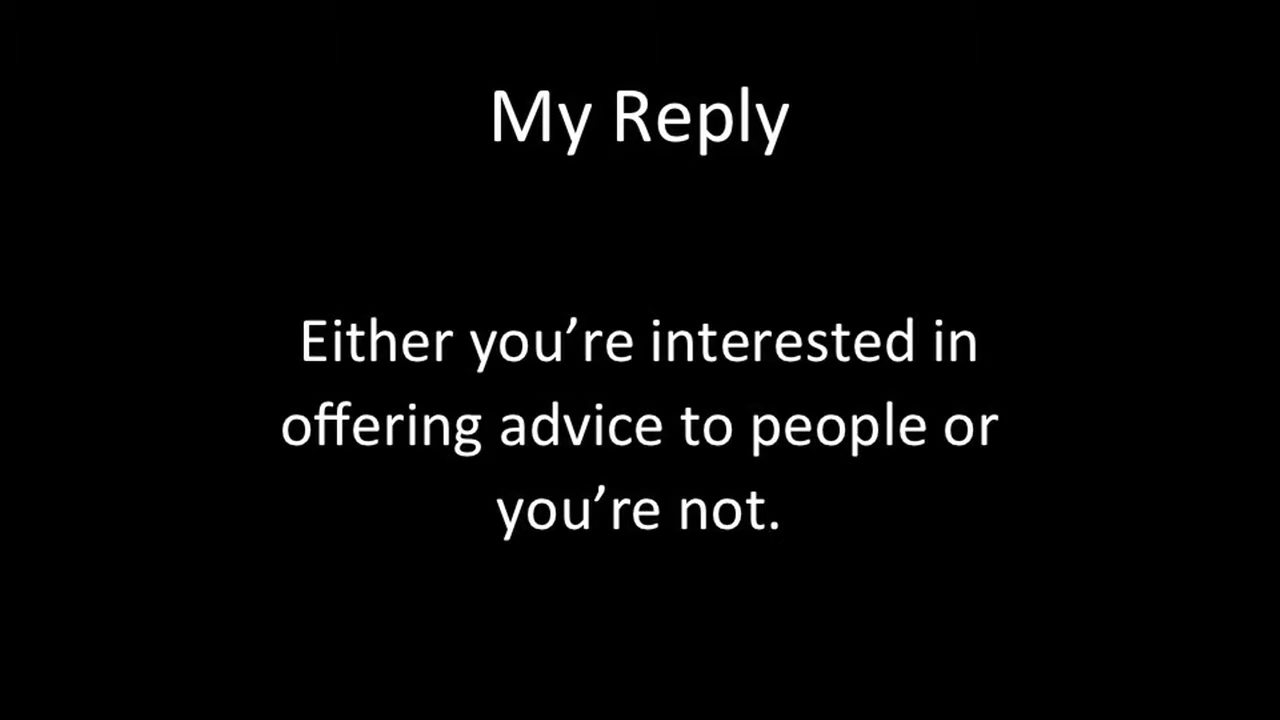 My Reply
Either you’re interested in
offering advice to people or
you’re not.